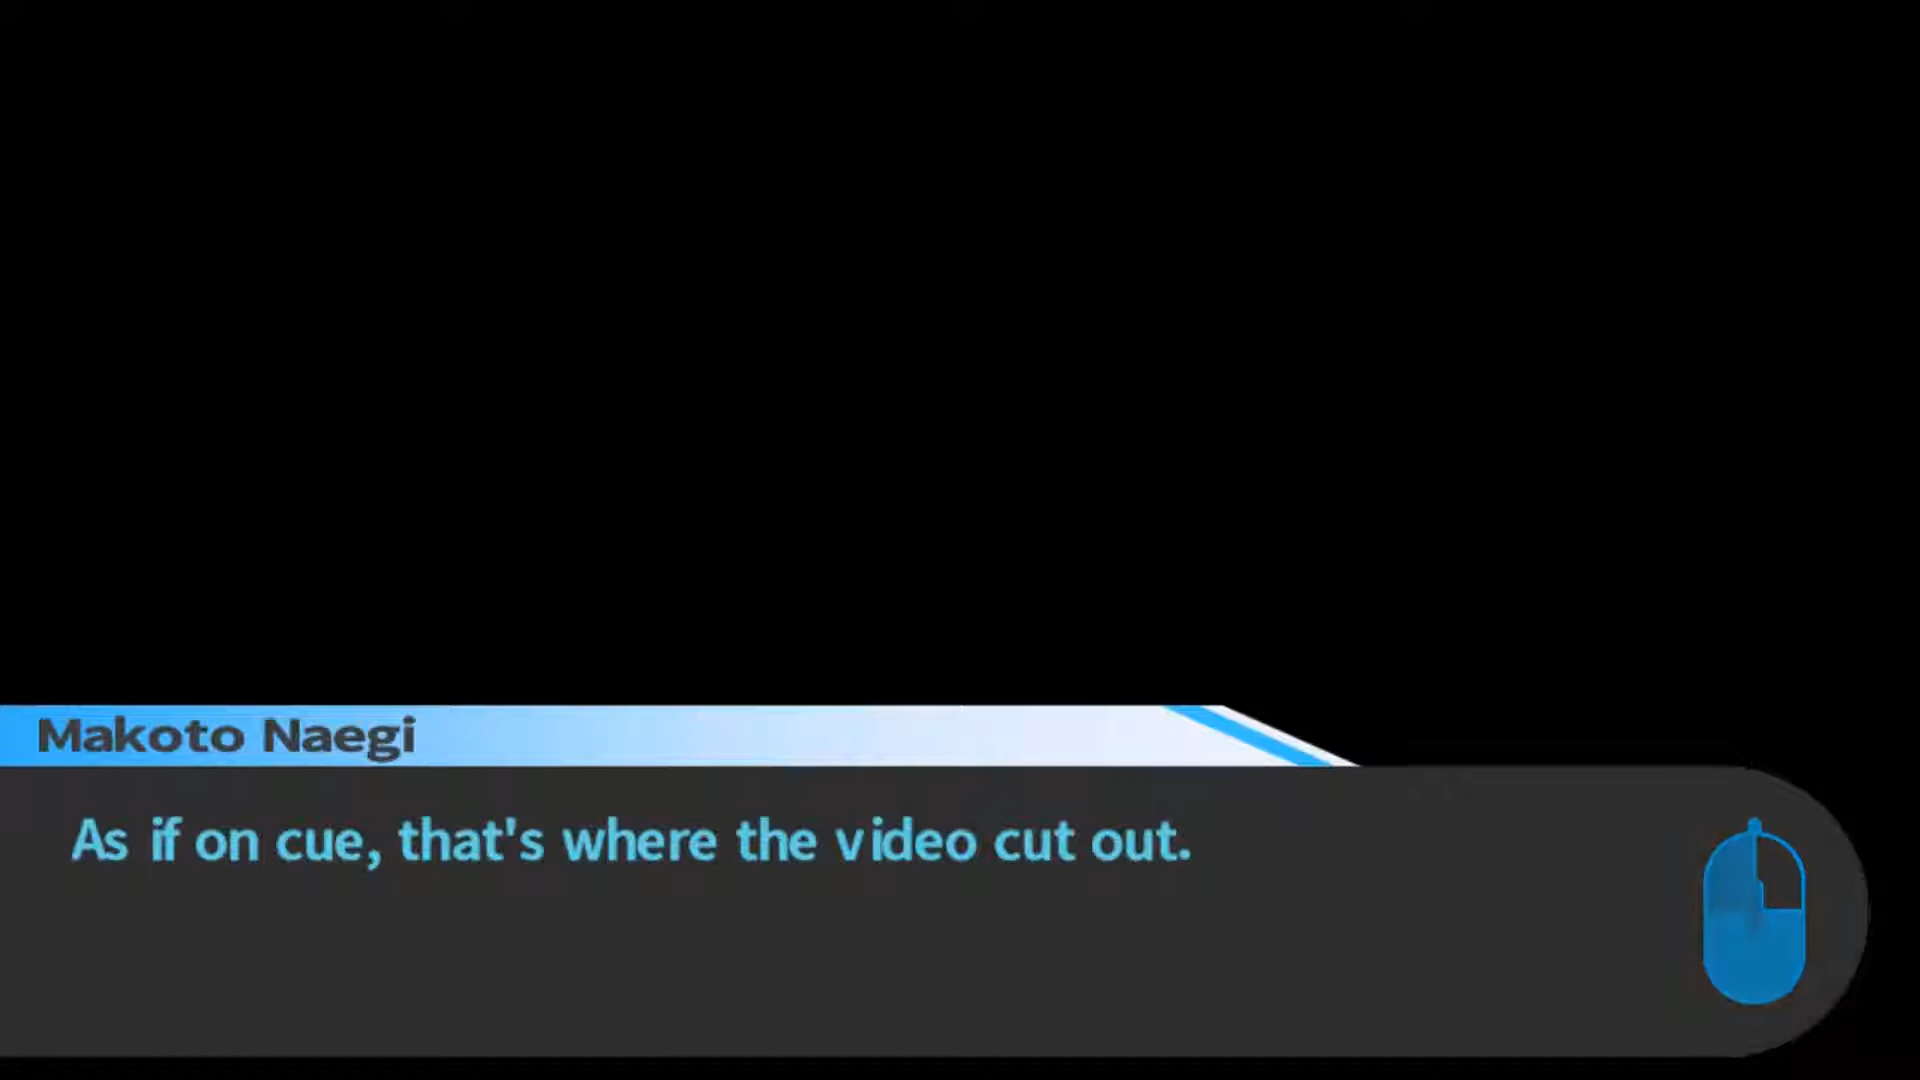 Makoto Naegi
As if on cue, that's where the video cut out.